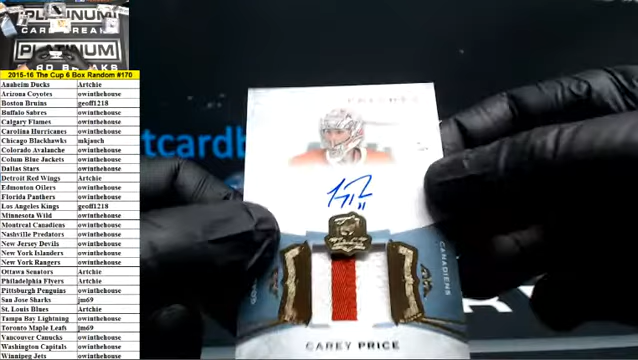 PLATINUM
CARD BREAKS
PLATINUM
2015-16 The Cup 6 Box Random #170
Anaheim Ducks Artchie
Arizona Coyotes owinthehouse
Boston Bruins geoff1218
Buffalo Sabres owinthehouse
Calgary Flames owinthehouse
Carolina Hurricanes owinthehouse
Chicago Blackhawks mkjauch
Colorado Avalanche owinthehouse
Colum Blue Jackets owinthehouse
Dallas Stars owinthehouse
Detroit Red Wings Artchie
Edmonton Oilers owinthehouse
Florida Panthers owinthehouse
Los Angeles Kings geoff1218
Minnesota Wild owinthehouse
Montreal Canadiens owinthehouse
Nashville Predators owinthehouse
New Jersey Devils owinthehouse
New York Islanders owinthehouse
New York Rangers owinthehouse
Ottawa Senators Artchie
Philadelphia Flyers Artchie
Pittsburgh Penguins owinthehouse
San Jose Sharks jm69
St. Louis Blues Artchie
Tampa Bay Lightning owinthehouse
Toronto Maple Leafs jm69
Vancouver Canucks owinthehouse
Washington Capitals owinthehouse
Winnipeg Jets owinthehouse
CANADIENS
CAREY PRICE